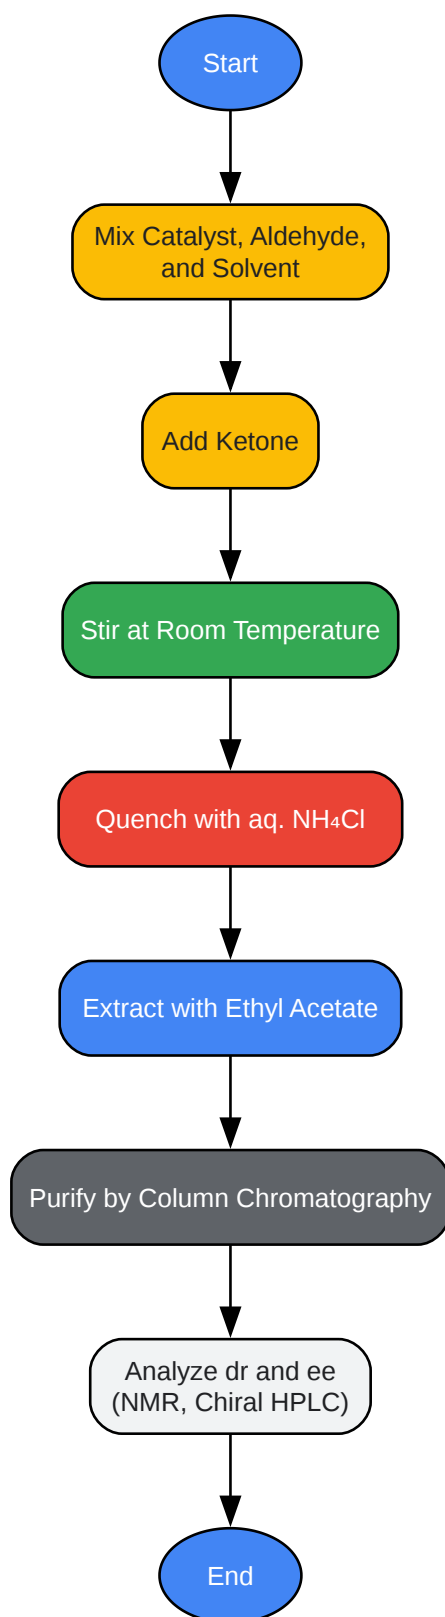 Start
Mix Catalyst, Aldehyde,
and Solvent
Add Ketone
Stir at Room Temperature
Quench with aq. NH₄Cl
Extract with Ethyl Acetate
Purify by Column Chromatography
Analyze dr and ee
(NMR, Chiral HPLC)
End